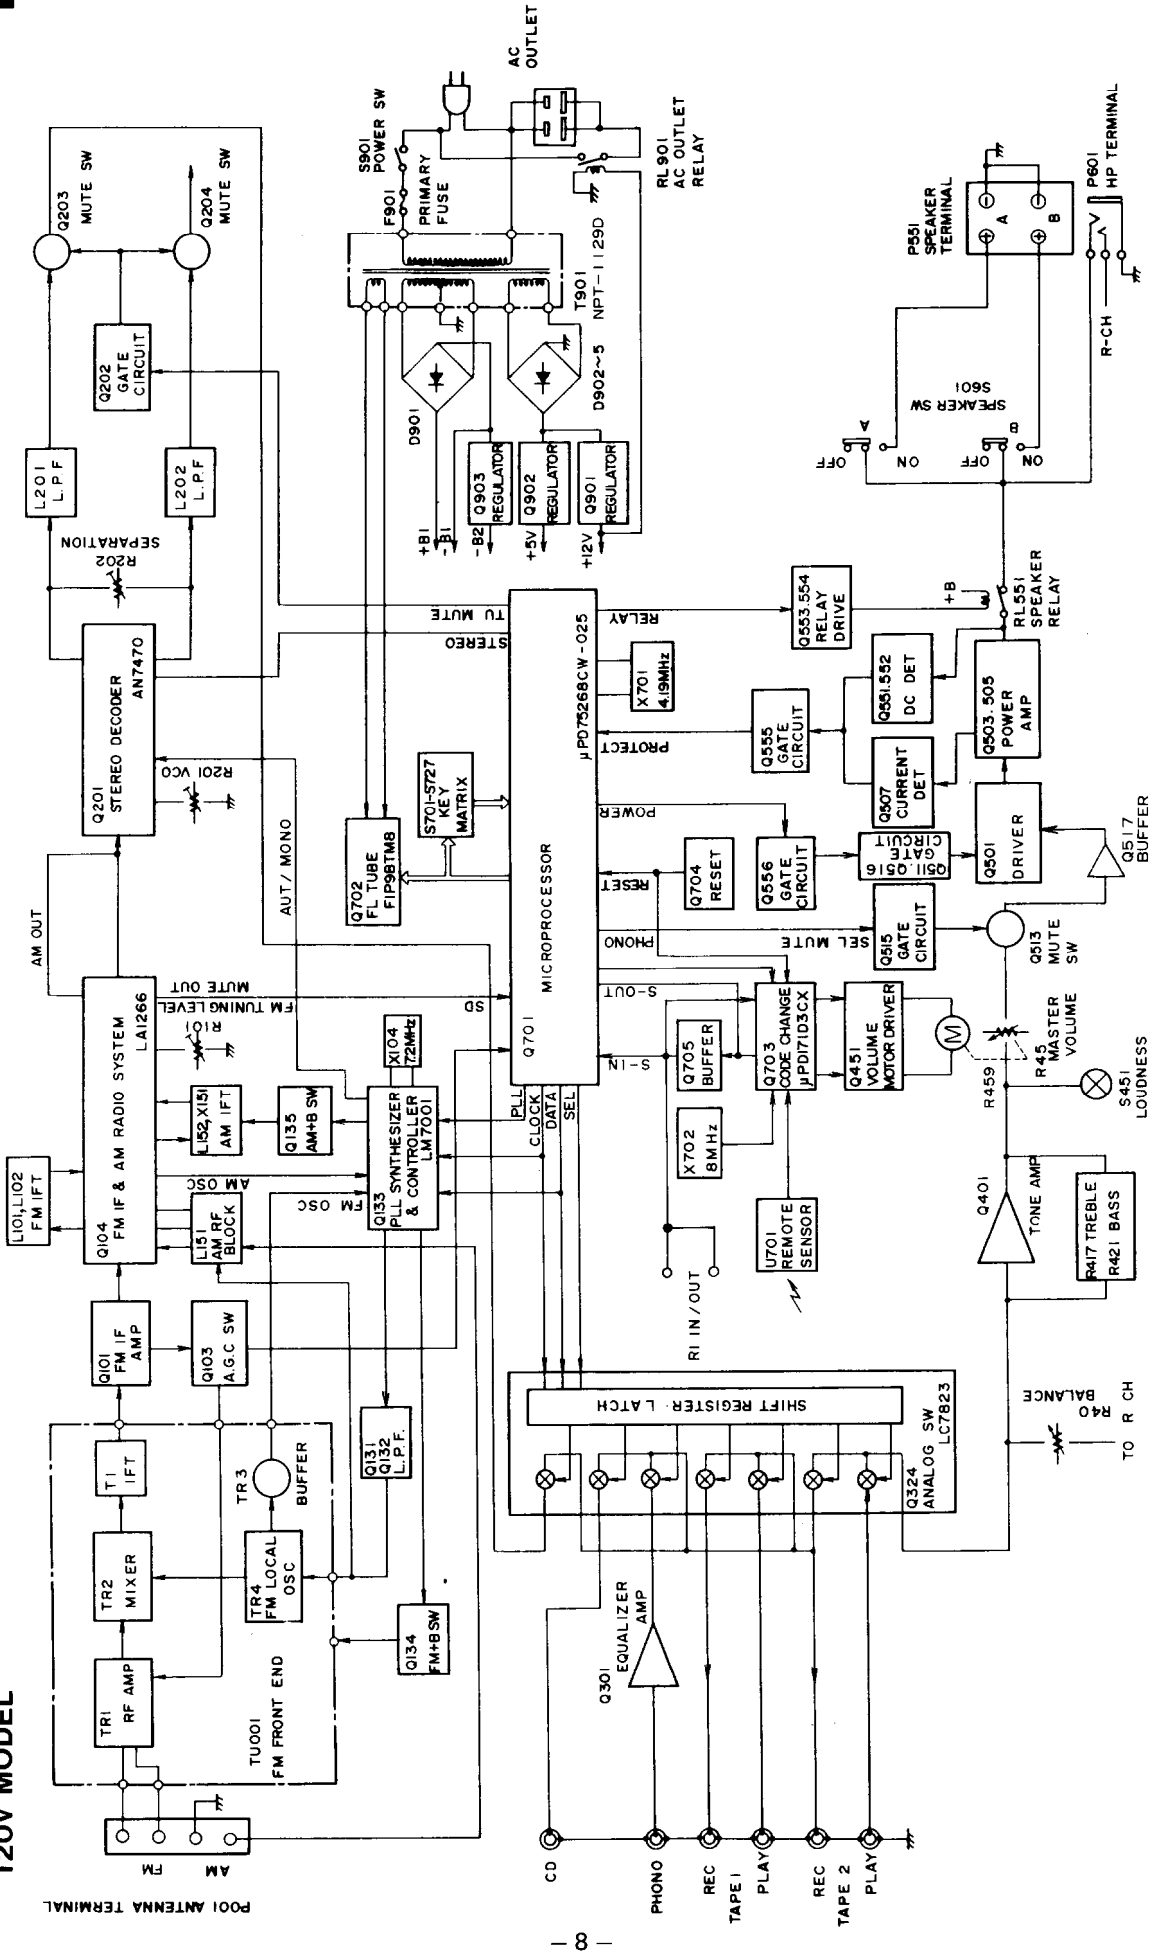 120V MODEL
P001 ANTENNA TERMINAL
FM
AM
TU001
FM FRONT END
TR1
RF AMP
TR2
MIXER
T1
IFT
TR3
BUFFER
TR4
FM LOCAL
OSC
Q101
FM IF
AMP
Q103
A.G.C SW
L101,L102
FM IFT
Q104
FM IF & AM RADIO SYSTEM
LA1266
L151
AM RF
BLOCK
AM OSC
FM OSC
L152,X151
AM IFT
Q135
AM+B SW
R101
FM TUNING LEVEL
MUTE OUT
SD
AM OUT
Q133
PLL SYNTHESIZER
& CONTROLLER
LM7001
X104
7.2MHz
Q131
Q132
L.P.F.
Q134
FM+B SW
AUT/MONO
Q201
STEREO DECODER
AN7470
R201 VCO
R202
SEPARATION
L201
L.P.F
L202
L.P.F
Q202
GATE
CIRCUIT
Q203
MUTE SW
Q204
MUTE SW
STEREO
TU MUTE
Q702
FL TUBE
FIP9BTM8
S701-S727
KEY
MATRIX
F901
PRIMARY
FUSE
S901
POWER SW
AC
OUTLET
RL901
AC OUTLET
RELAY
T901
NPT-1129D
D901
D902~5
Q903
REGULATOR
Q902
REGULATOR
Q901
REGULATOR
+B1
-B1
-B2
+5V
+12V
Q701
MICROPROCESSOR
μPD75268CW-025
PLL
CLOCK
DATA
SEL
S-IN
S-OUT
PHONO
RESET
POWER
PROTECT
RELAY
X701
4.19MHz
Q704
RESET
Q705
BUFFER
X702
8MHz
Q703
CODE CHANGE
μPD171D3CX
U701
REMOTE
SENSOR
RI IN/OUT
Q451
VOLUME
MOTOR DRIVER
M
R459
R45
MASTER
VOLUME
S451
LOUDNESS
Q401
TONE AMP
R417 TREBLE
R421 BASS
R40
BALANCE
TO R CH
SEL MUTE
Q515
GATE
CIRCUIT
Q513
MUTE
SW
Q517
BUFFER
Q556
GATE
CIRCUIT
Q511.Q516
GATE
CIRCUIT
Q501
DRIVER
Q555
GATE
CIRCUIT
Q507
CURRENT
DET
Q551.552
DC DET
Q503.505
POWER
AMP
Q553.554
RELAY
DRIVE
+B
RL551
SPEAKER
RELAY
SPEAKER SW
S601
A
OFF
ON
B
OFF
ON
P551
SPEAKER
TERMINAL
A
B
R-CH
P601
HP TERMINAL
Q324
ANALOG SW
LC7823
SHIFT REGISTER·LATCH
Q301
EQUALIZER
AMP
CD
PHONO
REC
TAPE 1
PLAY
REC
TAPE 2
PLAY
— 8 —